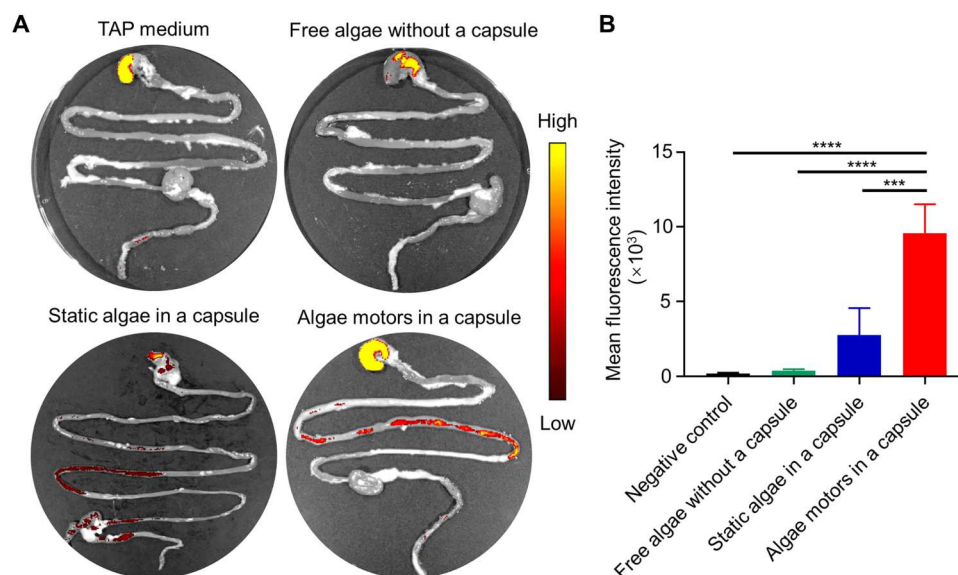 A
TAP medium
Free algae without a capsule
Static algae in a capsule
Algae motors in a capsule
High
Low
B
Mean fluorescence intensity
(×10³)
15
10
5
0
****
****
***
Negative control
Free algae without a capsule
Static algae in a capsule
Algae motors in a capsule